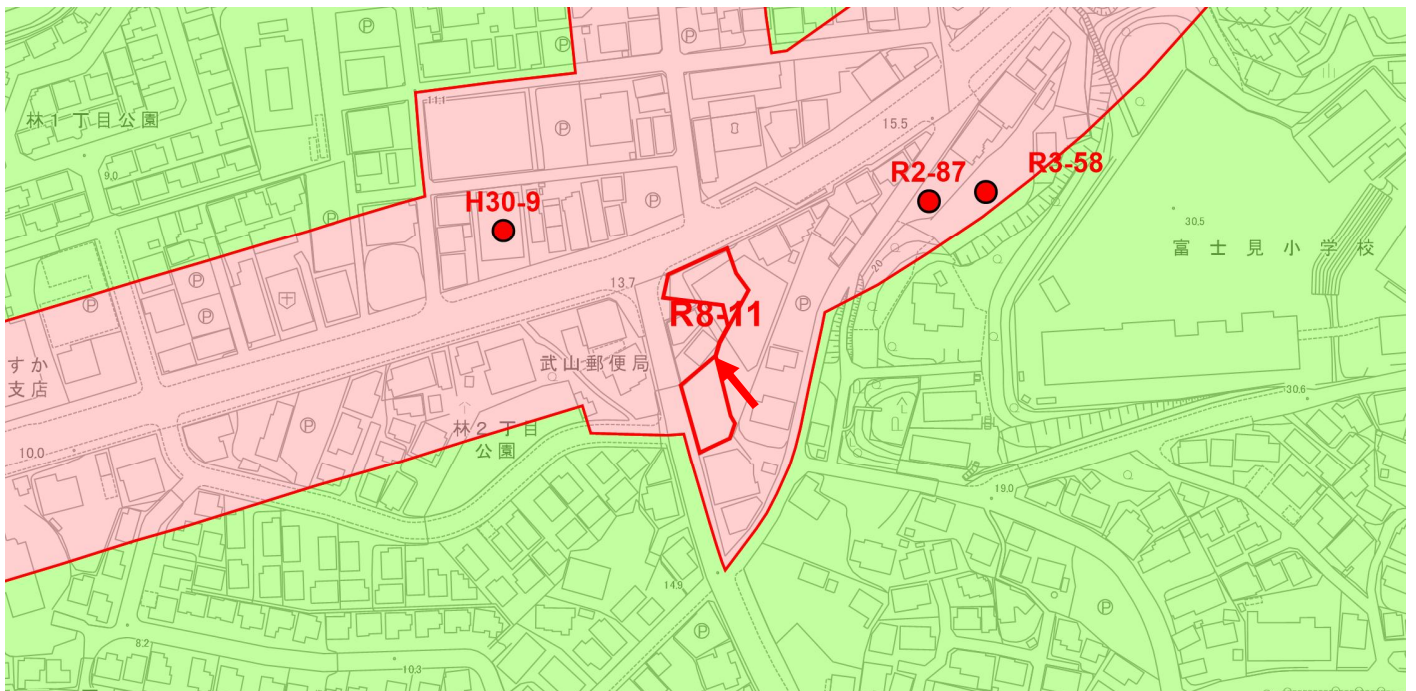 P
P
P
11.1
林1丁目公園
P
15.5
9.0
R2-87
R3-58
H30-9
P
P
P
30.5
富士見小学校
20
13.7
P
P
P
R8-11
すか
支店
武山郵便局
30.6
P
林2丁目
公園
10.0
19.0
14.9
P
P
8.2
10.3